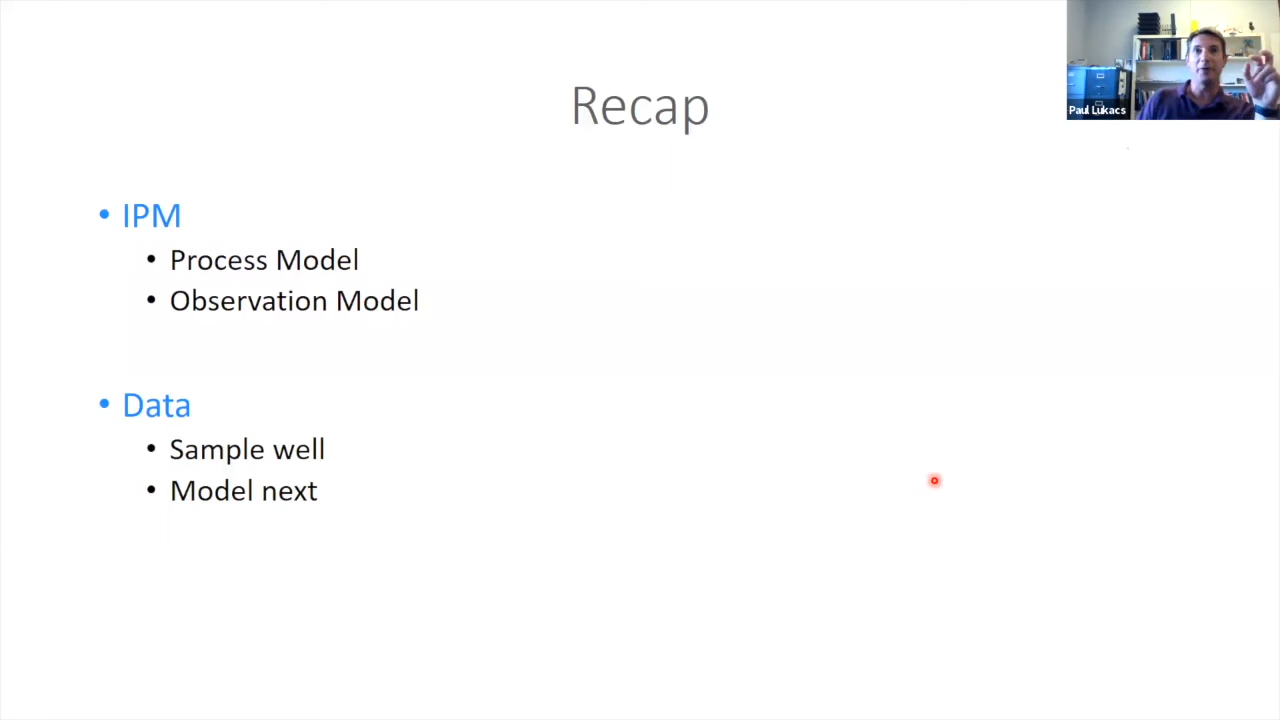 Paul Lukacs
Recap
• IPM
• Process Model
• Observation Model
• Data
• Sample well
• Model next